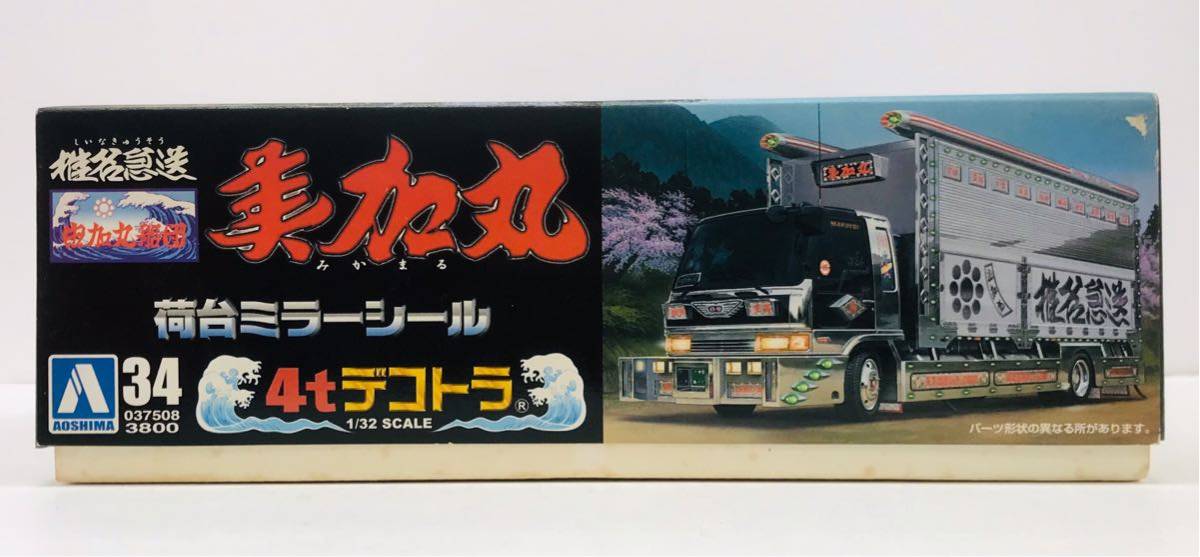 しいなきゅうそう
椎名急送
美加丸
みかまる
荷台ミラーシール
AOSHIMA
34
037508
3800
4tデコトラ®
1/32 SCALE
美加丸
椎名急送
パーツ形状の異なる所があります。